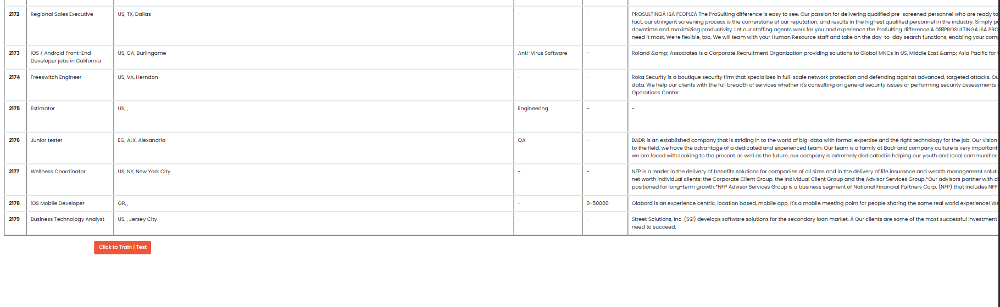 2172 Regional Sales Executive US, TX, Dallas - - PROSULTINGÂ ISÂ PEOPLEÂ The ProSulting difference is easy to see. Our passion for delivering qualified pre-screened personnel who are ready to
fact, our stringent screening process is the cornerstone of our reputation, and results in the highest qualified personnel in the industry. Simply pu
downtime and maximizing productivity. Let our staffing agents work for you and experience the ProSulting difference.Â âPROSULTINGÂ ISÂ PRO
need it most. We're flexible, too. We will team with your Human Resource staff and take on the day-to-day search functions, enabling your comp
2173 iOS / Android Front-End US, CA, Burlingame Anti-Virus Software - Roland &amp; Associates is a Corporate Recruitment Organization providing solutions to Global MNCs in US, Middle East &amp; Asia Pacific for t
Developer jobs in California
2174 Freeswitch Engineer US, VA, Herndon - - Roka Security is a boutique security firm that specializes in full-scale network protection and defending against advanced, targeted attacks. Ou
data, We help our clients with the full breadth of services whether it's consulting on general security issues or performing security assessments
Operations Center.
2175 Estimator US, , Engineering - -
2176 Junior tester EG, ALX, Alexandria QA - BADR is an established company that is striding in to the world of big-data with formal expertise and the right technology for the job. Our vision
to the field, we have the advantage of a dedicated and experienced team. Our team is a family at Badr and company culture is very important
we are faced with.Looking to the present as well as the future, our company is extremely dedicated in helping our youth and local communities
2177 Wellness Coordinator US, NY, New York City - - NFP is a leader in the delivery of benefits solutions for companies of all sizes and in the delivery of life insurance and wealth management soluti
net worth individual clients: the Corporate Client Group, the Individual Client Group and the Advisor Services Group.*Our advisors partner with cl
positioned for long-term growth.*NFP Advisor Services Group is a business segment of National Financial Partners Corp. (NFP) that includes NFP
2178 iOS Mobile Developer GR, , - 0-50000 Olabord is an experience centric, location based, mobile app. It's a mobile meeting point for people sharing the same real world experience! We
2179 Business Technology Analyst US, , Jersey City - - Street Solutions, Inc. (SSI) develops software solutions for the secondary loan market. Â Our clients are some of the most successful investment
need to succeed.
Click to Train | Test